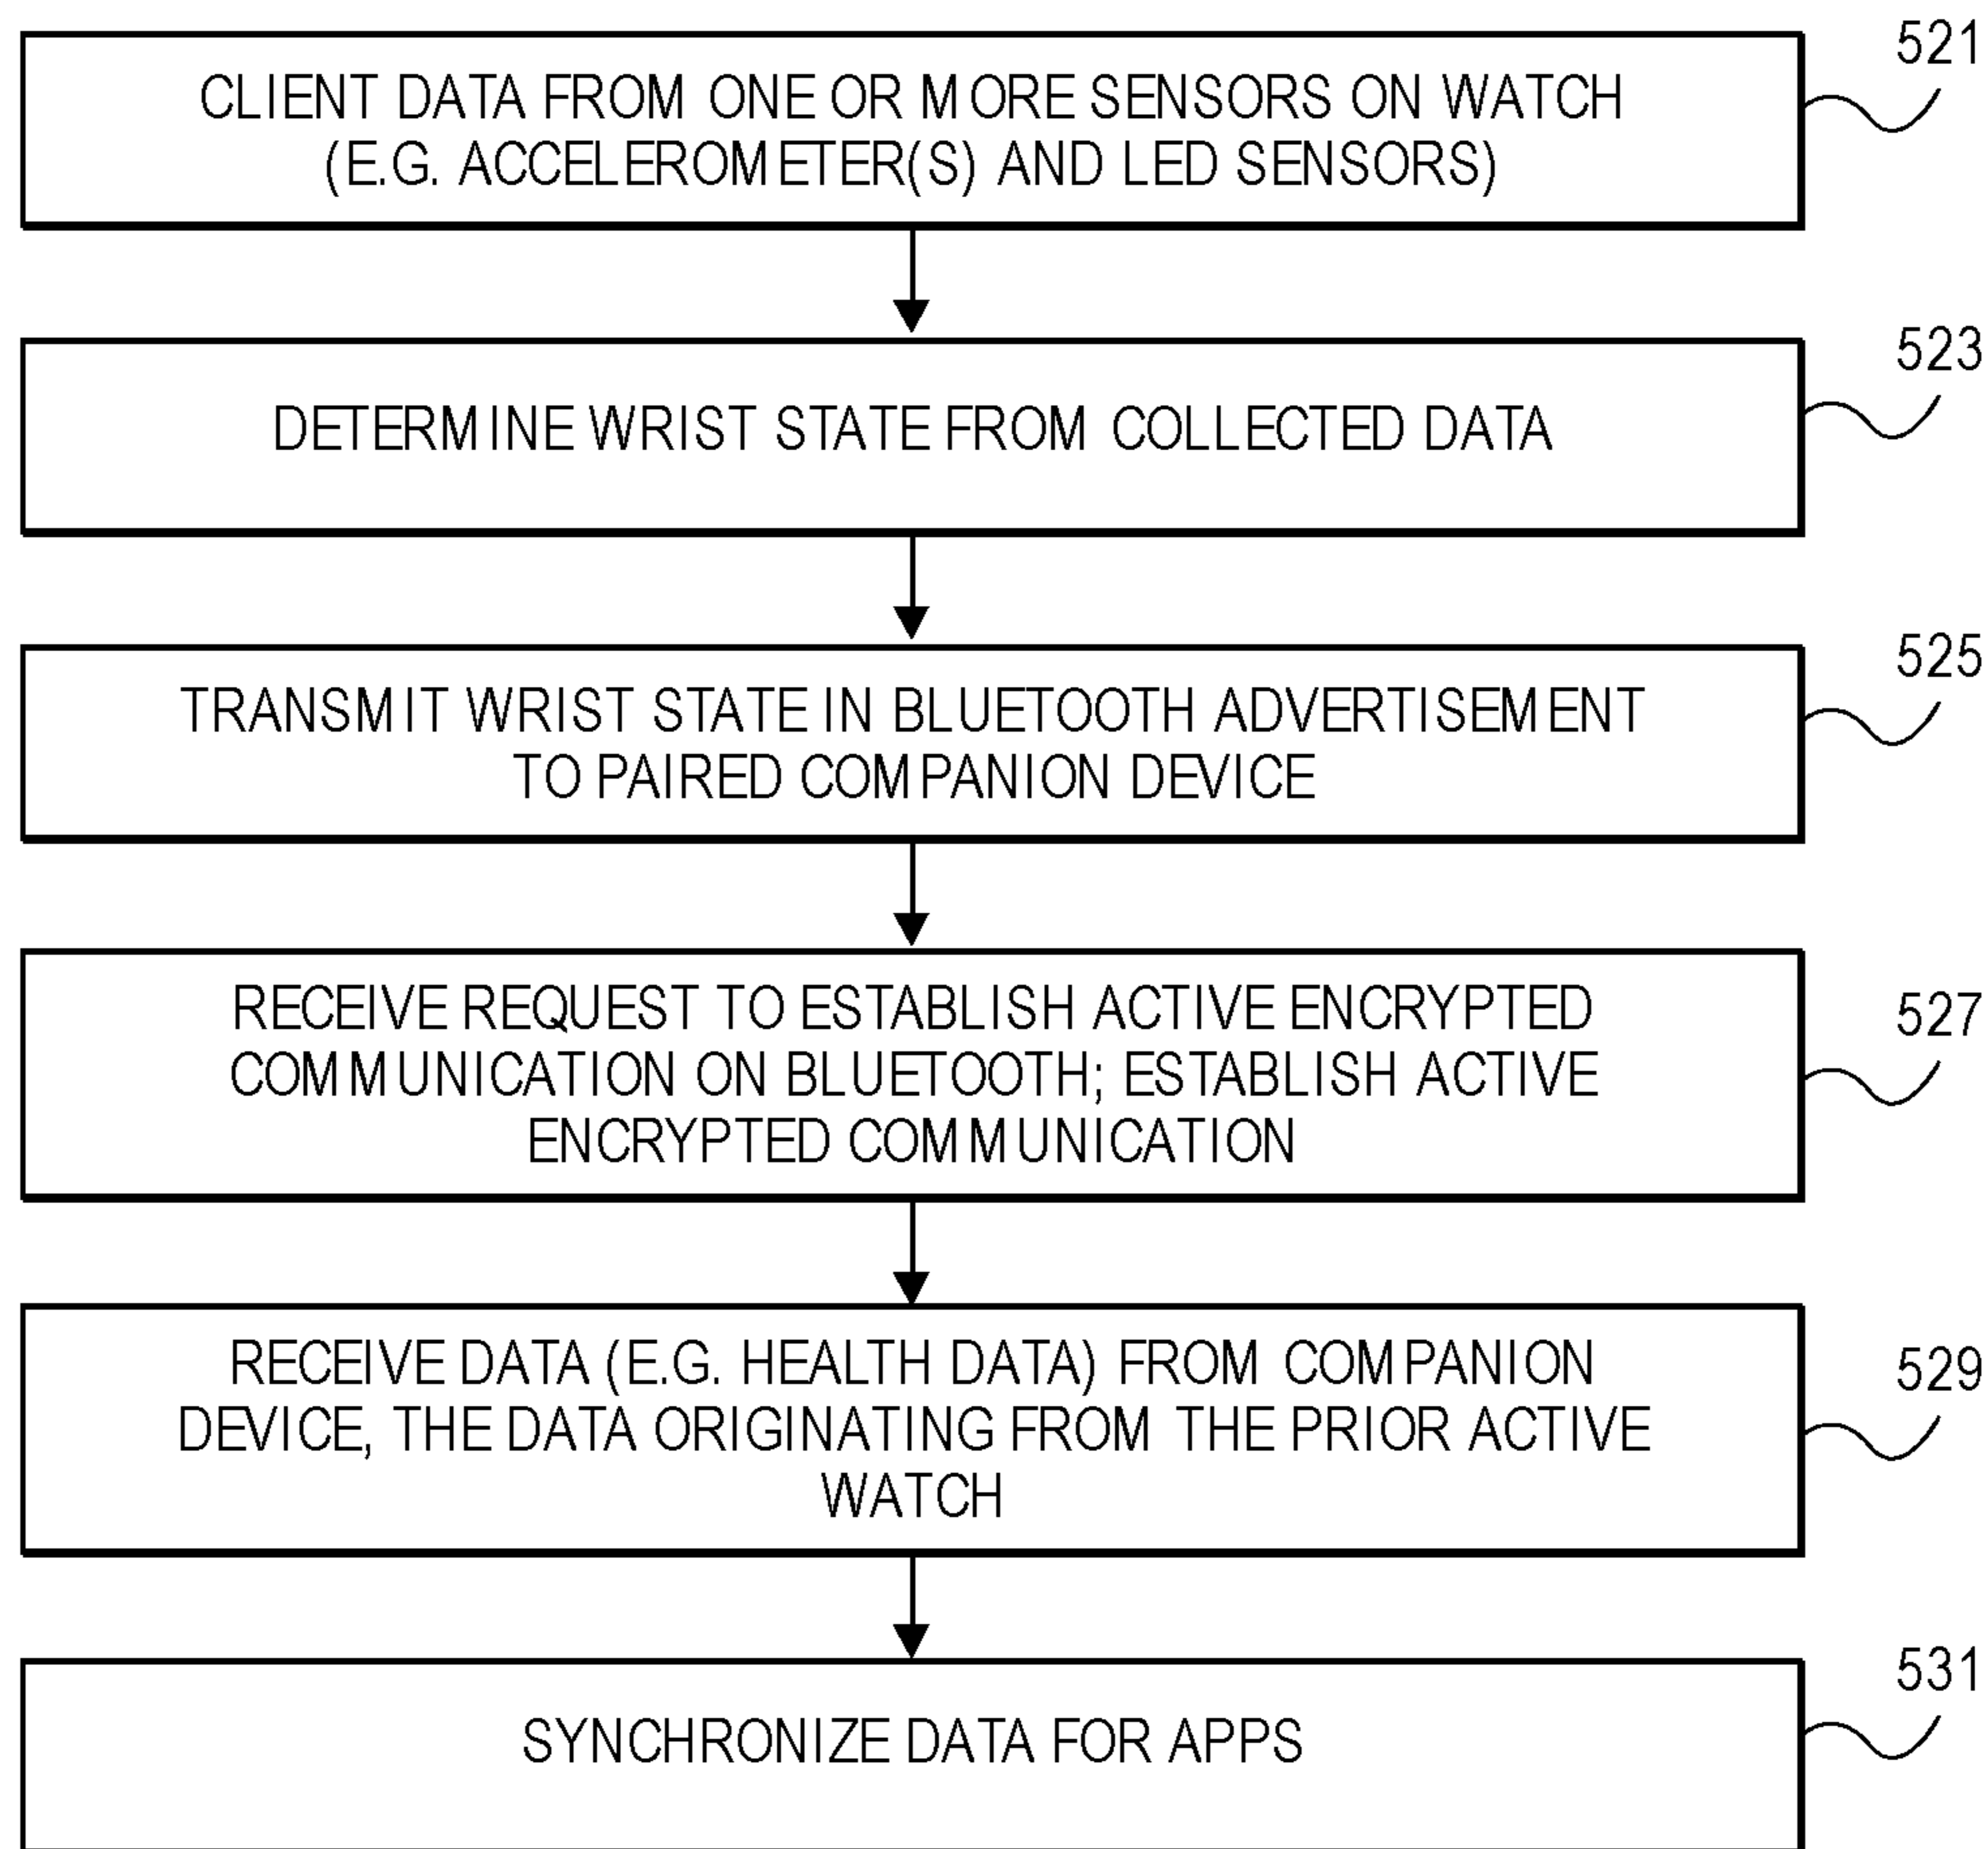 521
CLIENT DATA FROM ONE OR MORE SENSORS ON WATCH
(E.G. ACCELEROMETER(S) AND LED SENSORS)
523
DETERMINE WRIST STATE FROM COLLECTED DATA
525
TRANSMIT WRIST STATE IN BLUETOOTH ADVERTISEMENT
TO PAIRED COMPANION DEVICE
527
RECEIVE REQUEST TO ESTABLISH ACTIVE ENCRYPTED
COMMUNICATION ON BLUETOOTH; ESTABLISH ACTIVE
ENCRYPTED COMMUNICATION
529
RECEIVE DATA (E.G. HEALTH DATA) FROM COMPANION
DEVICE, THE DATA ORIGINATING FROM THE PRIOR ACTIVE
WATCH
531
SYNCHRONIZE DATA FOR APPS